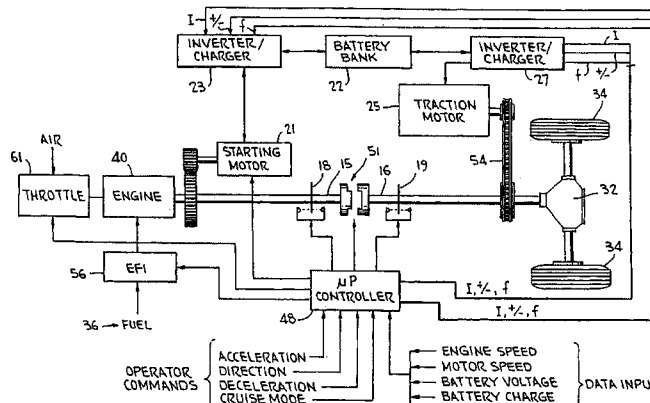 I +/- f
INVERTER/
CHARGER
23
BATTERY
BANK
22
INVERTER/
CHARGER
27
I
+/-
f
25
TRACTION
MOTOR
34
21
STARTING
MOTOR
18
15
51
16
19
54
32
AIR
61
THROTTLE
40
ENGINE
34
56
EFI
µP
CONTROLLER
48
I, +/-, f
I, +/-, f
36 FUEL
OPERATOR
COMMANDS
ACCELERATION
DIRECTION
DECELERATION
CRUISE MODE
ENGINE SPEED
MOTOR SPEED
BATTERY VOLTAGE
BATTERY CHARGE
DATA INPU